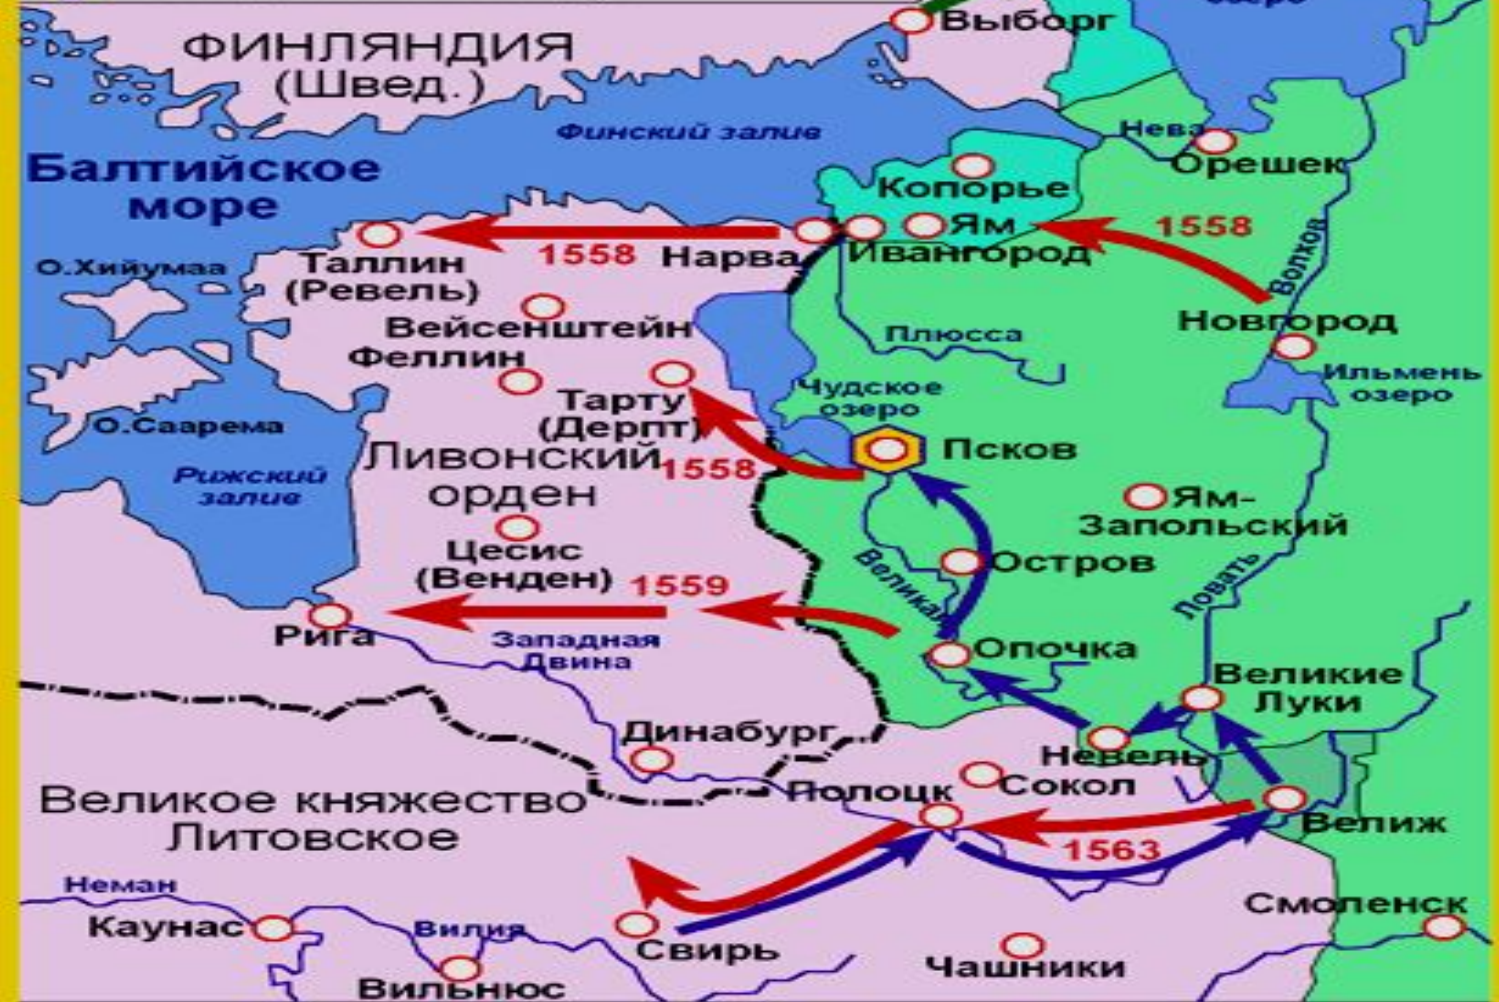 озеро
Выборг
ФИНЛЯНДИЯ
(Швед.)
Финский залив
Нева
Орешек
Балтийское
море
Копорье
Ям
1558
Нарва
Ивангород
1558
Волхов
О.Хийумаа
Таллин
(Ревель)
Вейсенштейн
Плюсса
Новгород
Феллин
Ильмень
озеро
Чудское
озеро
Тарту
(Дерпт)
О.Саарема
Ливонский
орден
1558
Псков
Рижский
залив
Ям-
Запольский
Цесис
(Венден)
1559
Великая
Остров
Ловать
Рига
Западная
Двина
Опочка
Великие
Луки
Динабург
Невель
Великое княжество
Литовское
Полоцк
Сокол
Велиж
1563
Неман
Каунас
Вилия
Свирь
Смоленск
Чашники
Вильнюс